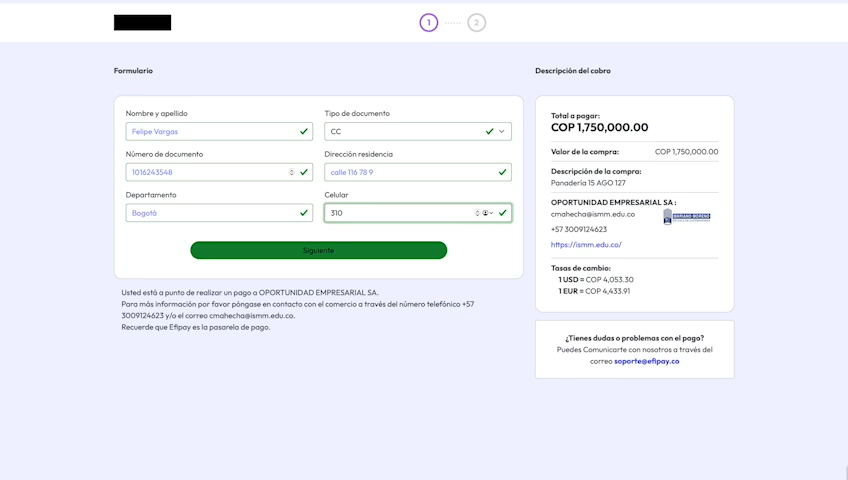 1
2
Formulario
Nombre y apellido
Felipe Vargas
Tipo de documento
CC
Número de documento
1016243548
Dirección residencia
calle 116 78 9
Departamento
Bogotá
Celular
310
Siguiente
Usted está a punto de realizar un pago a OPORTUNIDAD EMPRESARIAL SA.
Para más información por favor póngase en contacto con el comercio a través del número telefónico +57
3009124623 y/o el correo cmahecha@ismm.edu.co.
Recuerde que Efipay es la pasarela de pago.
Descripción del cobro
Total a pagar:
COP 1,750,000.00
Valor de la compra: COP 1,750,000.00
Descripción de la compra:
Panadería 15 AGO 127
OPORTUNIDAD EMPRESARIAL SA :
cmahecha@ismm.edu.co
MARIANO MORENO
+57 3009124623
https://ismm.edu.co/
Tasas de cambio:
1 USD = COP 4,053.30
1 EUR = COP 4,433.91
¿Tienes dudas o problemas con el pago?
Puedes Comunicarte con nosotros a través del
correo soporte@efipay.co